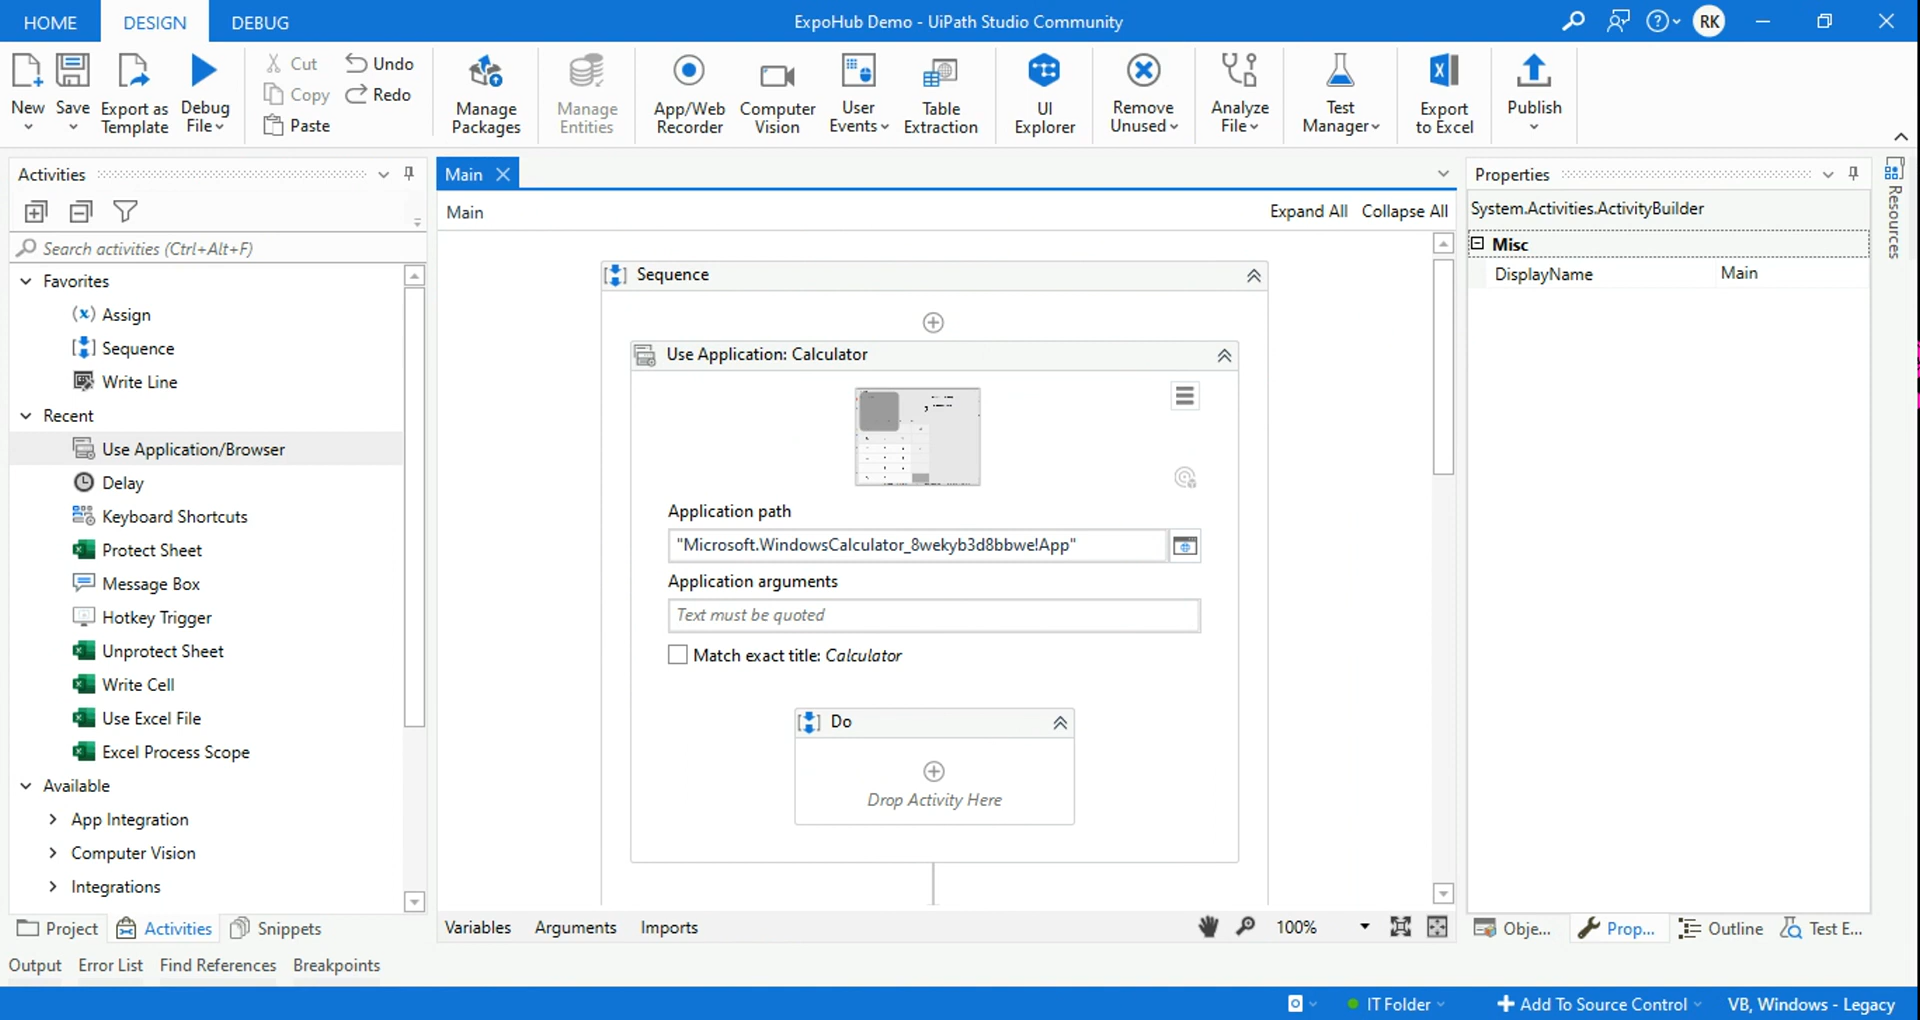 HOME DESIGN DEBUG ExpoHub Demo - UiPath Studio Community RK
New Save Export as Template Debug File Cut Copy Paste Undo Redo Manage Packages Manage Entities App/Web Recorder Computer Vision User Events Table Extraction UI Explorer Remove Unused Analyze File Test Manager Export to Excel Publish
Activities
Search activities (Ctrl+Alt+F)
Favorites
Assign
Sequence
Write Line
Recent
Use Application/Browser
Delay
Keyboard Shortcuts
Protect Sheet
Message Box
Hotkey Trigger
Unprotect Sheet
Write Cell
Use Excel File
Excel Process Scope
Available
App Integration
Computer Vision
Integrations
Project Activities Snippets
Main
Main Expand All Collapse All
Sequence
Use Application: Calculator
Application path
"Microsoft.WindowsCalculator_8wekyb3d8bbwe!App"
Application arguments
Text must be quoted
Match exact title: Calculator
Do
Drop Activity Here
Variables Arguments Imports 100%
Properties
System.Activities.ActivityBuilder
Misc
DisplayName Main
Resources
Obje... Prop... Outline Test E...
Output Error List Find References Breakpoints
IT Folder Add To Source Control VB, Windows - Legacy